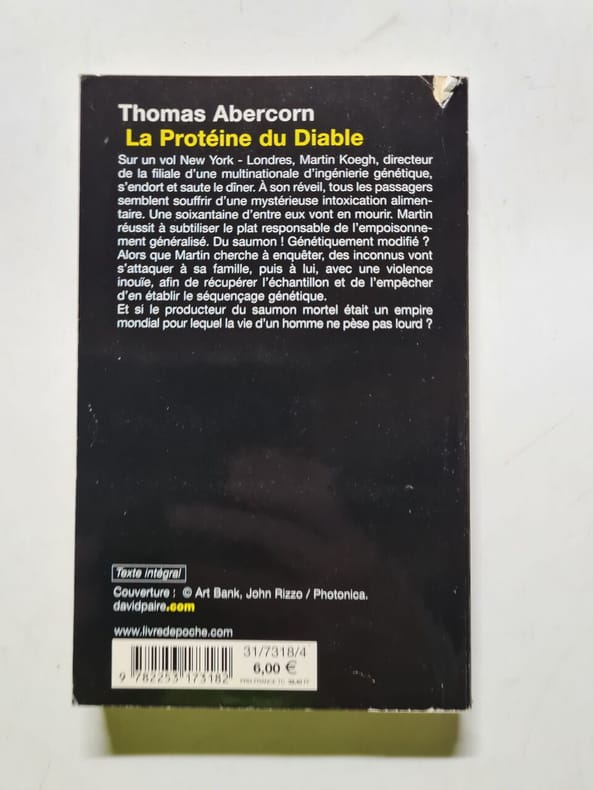 Thomas Abercorn
La Protéine du Diable
Sur un vol New York - Londres, Martin Koegh, directeur
de la filiale d'une multinationale d'ingénierie génétique,
s'endort et saute le dîner. À son réveil, tous les passagers
semblent souffrir d'une mystérieuse intoxication alimen-
taire. Une soixantaine d'entre eux vont en mourir. Martin
réussit à subtiliser le plat responsable de l'empoisonne-
ment généralisé. Du saumon ! Génétiquement modifié ?
Alors que Martin cherche à enquêter, des inconnus vont
s'attaquer à sa famille, puis à lui, avec une violence
inouïe, afin de récupérer l'échantillon et de l'empêcher
d'en établir le séquençage génétique.
Et si le producteur du saumon mortel était un empire
mondial pour lequel la vie d'un homme ne pèse pas lourd ?
Texte intégral
Couverture : © Art Bank, John Rizzo / Photonica.
davidpaire.com
www.livredepoche.com
31/7318/4
6,00 €
PRIX FRANCE TC
9 782253 173182